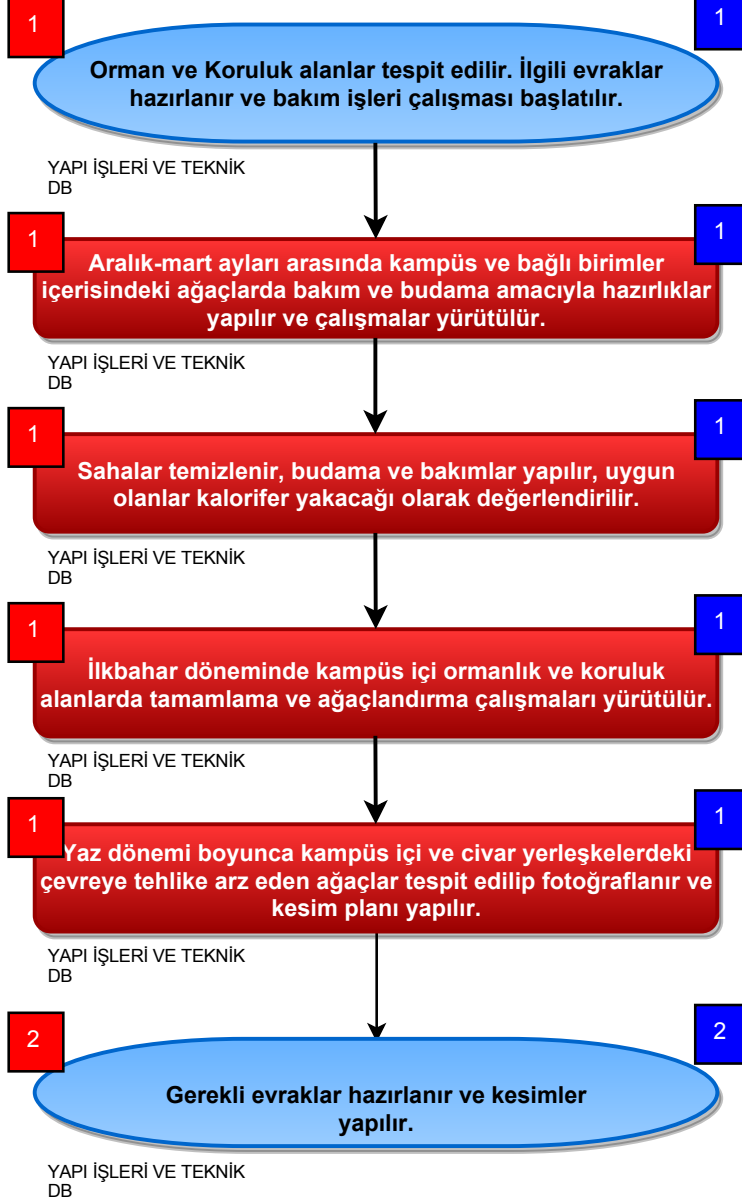 1
1
Orman ve Koruluk alanlar tespit edilir. İlgili evraklar
hazırlanır ve bakım işleri çalışması başlatılır.
YAPI İŞLERİ VE TEKNİK
DB
1
1
Aralık-mart ayları arasında kampüs ve bağlı birimler
içerisindeki ağaçlarda bakım ve budama amacıyla hazırlıklar
yapılır ve çalışmalar yürütülür.
YAPI İŞLERİ VE TEKNİK
DB
1
1
Sahalar temizlenir, budama ve bakımlar yapılır, uygun
olanlar kalorifer yakacağı olarak değerlendirilir.
YAPI İŞLERİ VE TEKNİK
DB
1
1
İlkbahar döneminde kampüs içi ormanlık ve koruluk
alanlarda tamamlama ve ağaçlandırma çalışmaları yürütülür.
YAPI İŞLERİ VE TEKNİK
DB
1
1
Yaz dönemi boyunca kampüs içi ve civar yerleşkelerdeki
çevreye tehlike arz eden ağaçlar tespit edilip fotoğraflanır ve
kesim planı yapılır.
YAPI İŞLERİ VE TEKNİK
DB
2
2
Gerekli evraklar hazırlanır ve kesimler
yapılır.
YAPI İŞLERİ VE TEKNİK
DB